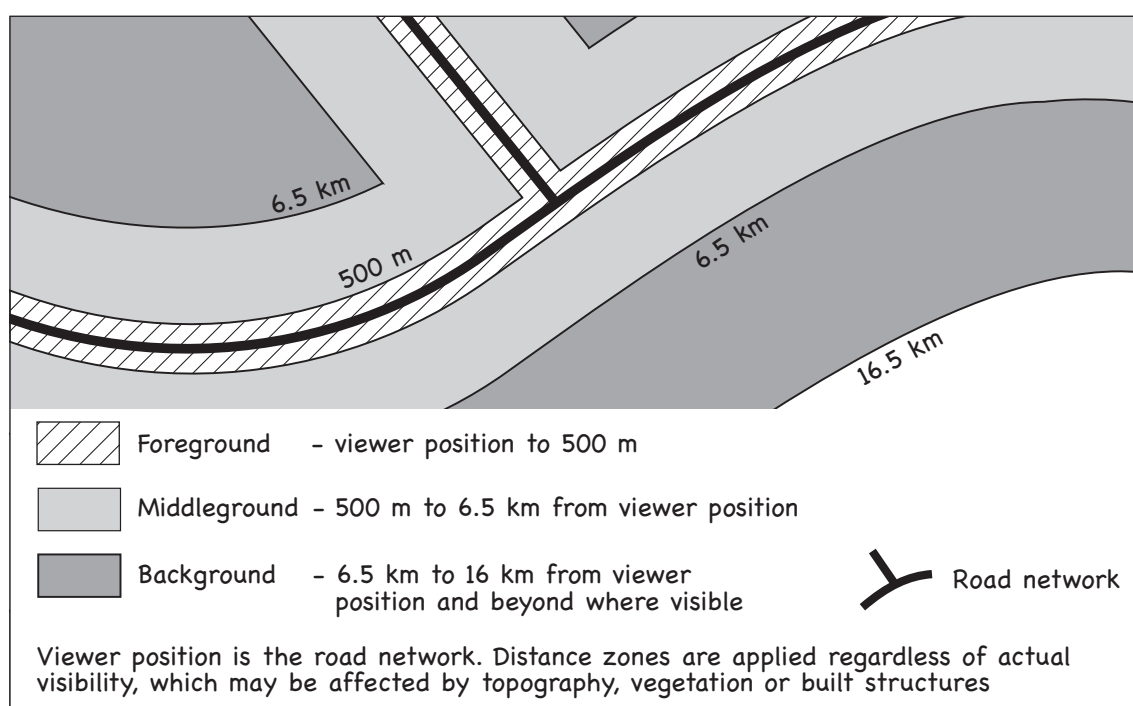 6.5 km
500 m
6.5 km
16.5 km
Foreground - viewer position to 500 m
Middleground - 500 m to 6.5 km from viewer position
Background - 6.5 km to 16 km from viewer
position and beyond where visible
Road network
Viewer position is the road network. Distance zones are applied regardless of actual
visibility, which may be affected by topography, vegetation or built structures